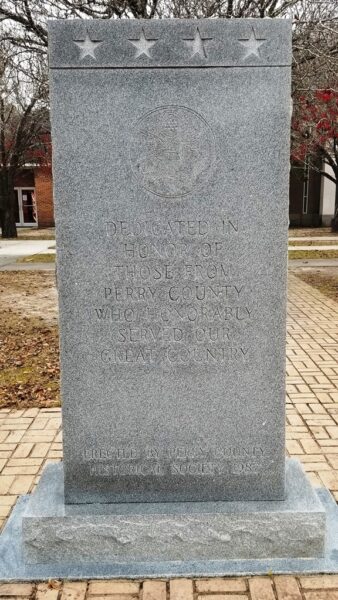 DEDICATED IN
HONOR OF
THOSE FROM
PERRY COUNTY
WHO HONORABLY
SERVED OUR
GREAT COUNTRY
ERECTED BY PERRY COUNTY
HISTORICAL SOCIETY 1987